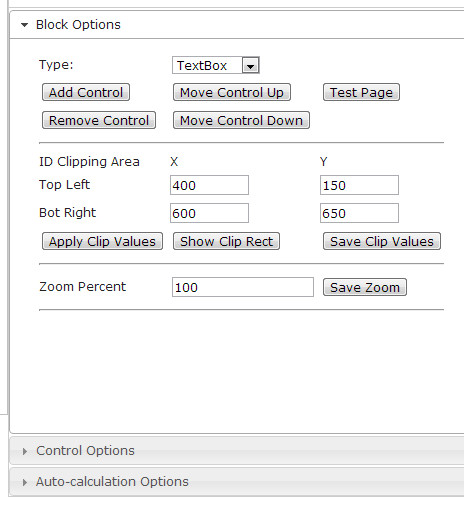 Block Options
Type: TextBox
Add Control Move Control Up Test Page
Remove Control Move Control Down
ID Clipping Area X Y
Top Left 400 150
Bot Right 600 650
Apply Clip Values Show Clip Rect Save Clip Values
Zoom Percent 100 Save Zoom
Control Options
Auto-calculation Options